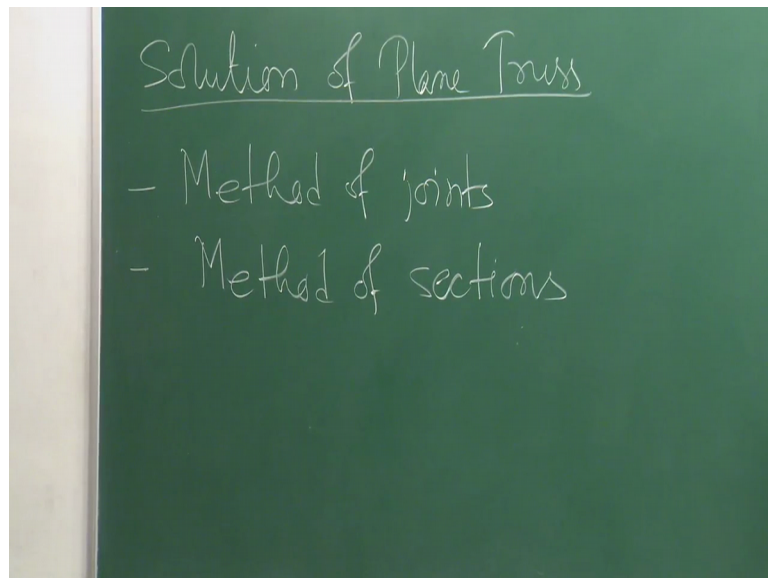 Solution of Plane Truss
- Method of joints
- Method of sections